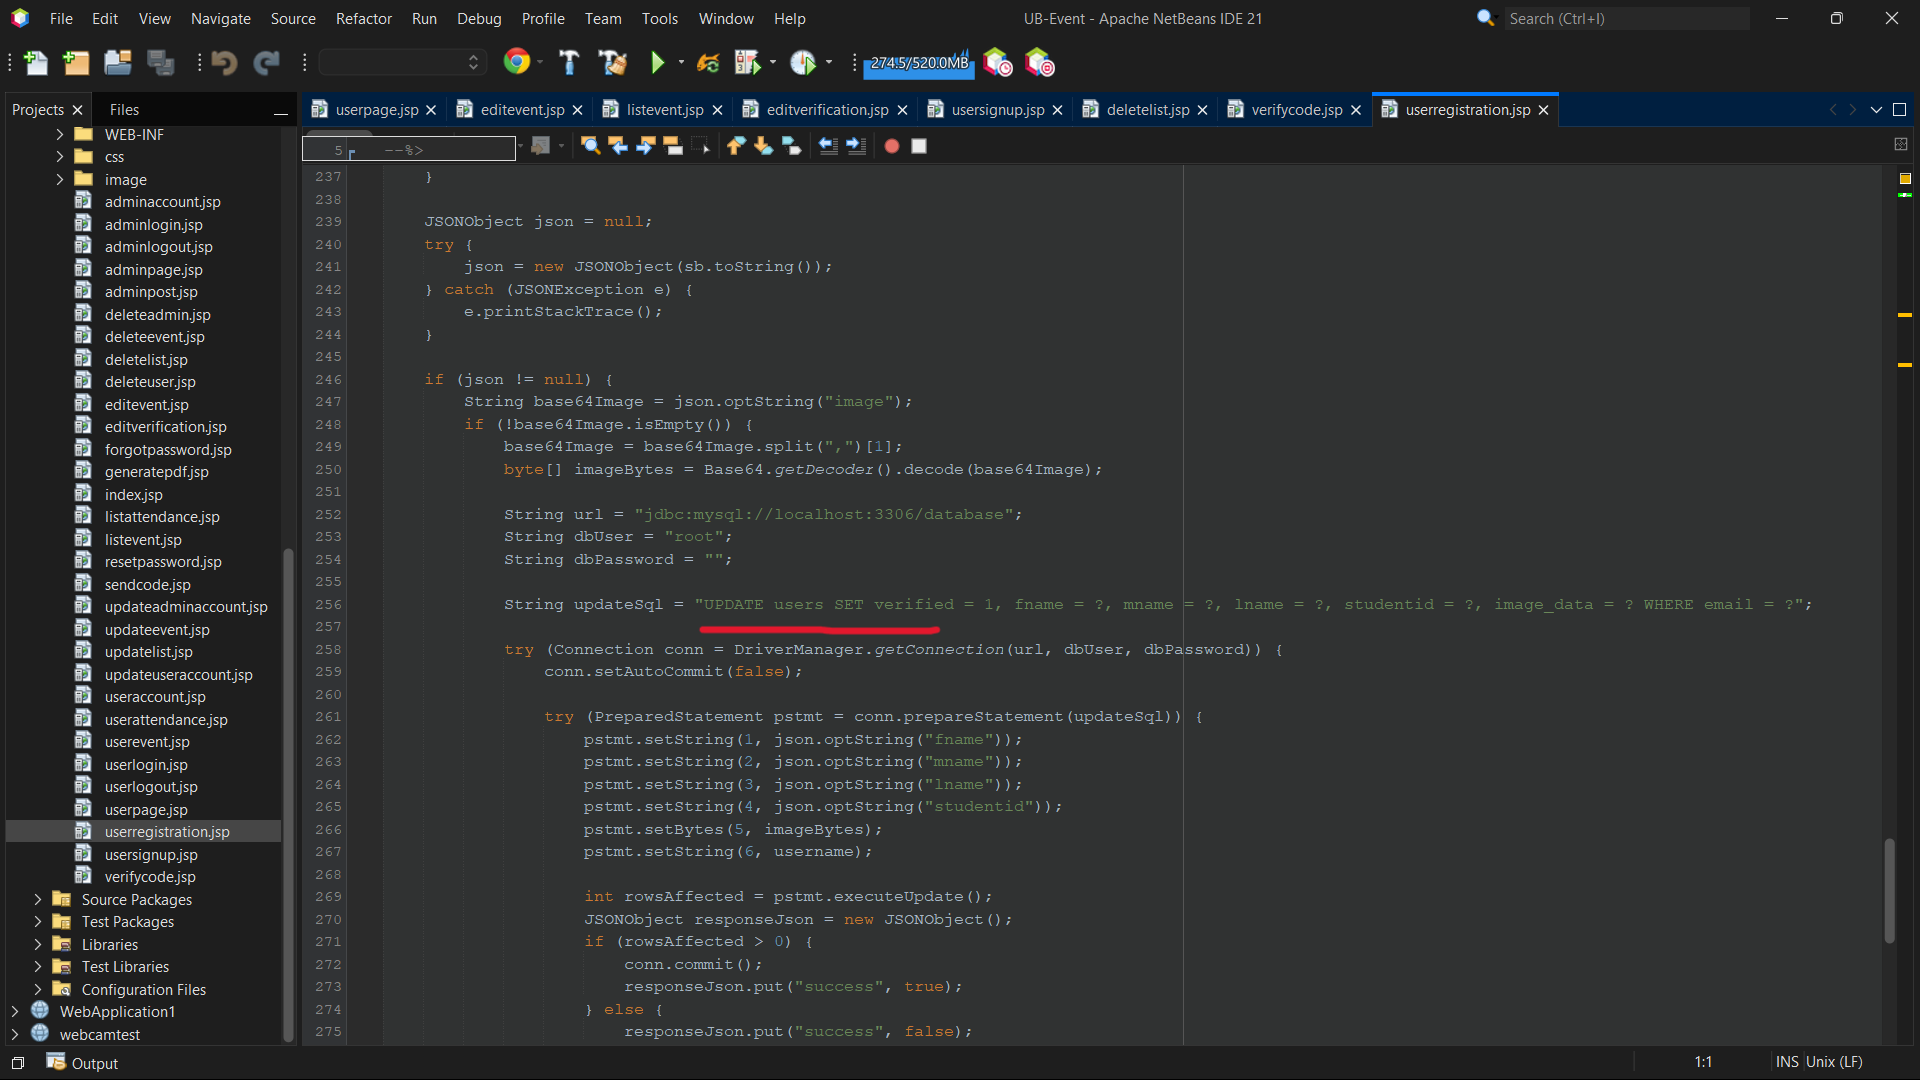 File Edit View Navigate Source Refactor Run Debug Profile Team Tools Window Help
UB-Event - Apache NetBeans IDE 21
Search (Ctrl+I)
274.5/520.0MB
Projects
Files
userpage.jsp
editevent.jsp
listevent.jsp
editverification.jsp
usersignup.jsp
deletelist.jsp
verifycode.jsp
userregistration.jsp
WEB-INF
css
image
adminaccount.jsp
adminlogin.jsp
adminlogout.jsp
adminpage.jsp
adminpost.jsp
deleteadmin.jsp
deleteevent.jsp
deletelist.jsp
deleteuser.jsp
editevent.jsp
editverification.jsp
forgotpassword.jsp
generatepdf.jsp
index.jsp
listattendance.jsp
listevent.jsp
resetpassword.jsp
sendcode.jsp
updateadminaccount.jsp
updateevent.jsp
updatelist.jsp
updateuseraccount.jsp
useraccount.jsp
userattendance.jsp
userevent.jsp
userlogin.jsp
userlogout.jsp
userpage.jsp
userregistration.jsp
usersignup.jsp
verifycode.jsp
Source Packages
Test Packages
Libraries
Test Libraries
Configuration Files
WebApplication1
webcamtest
5 --%>
237 }
238
239 JSONObject json = null;
240 try {
241 json = new JSONObject(sb.toString());
242 } catch (JSONException e) {
243 e.printStackTrace();
244 }
245
246 if (json != null) {
247 String base64Image = json.optString("image");
248 if (!base64Image.isEmpty()) {
249 base64Image = base64Image.split(",")[1];
250 byte[] imageBytes = Base64.getDecoder().decode(base64Image);
251
252 String url = "jdbc:mysql://localhost:3306/database";
253 String dbUser = "root";
254 String dbPassword = "";
255
256 String updateSql = "UPDATE users SET verified = 1, fname = ?, mname = ?, lname = ?, studentid = ?, image_data = ? WHERE email = ?";
257
258 try (Connection conn = DriverManager.getConnection(url, dbUser, dbPassword)) {
259 conn.setAutoCommit(false);
260
261 try (PreparedStatement pstmt = conn.prepareStatement(updateSql)) {
262 pstmt.setString(1, json.optString("fname"));
263 pstmt.setString(2, json.optString("mname"));
264 pstmt.setString(3, json.optString("lname"));
265 pstmt.setString(4, json.optString("studentid"));
266 pstmt.setBytes(5, imageBytes);
267 pstmt.setString(6, username);
268
269 int rowsAffected = pstmt.executeUpdate();
270 JSONObject responseJson = new JSONObject();
271 if (rowsAffected > 0) {
272 conn.commit();
273 responseJson.put("success", true);
274 } else {
275 responseJson.put("success", false);
Output
1:1
INS
Unix (LF)